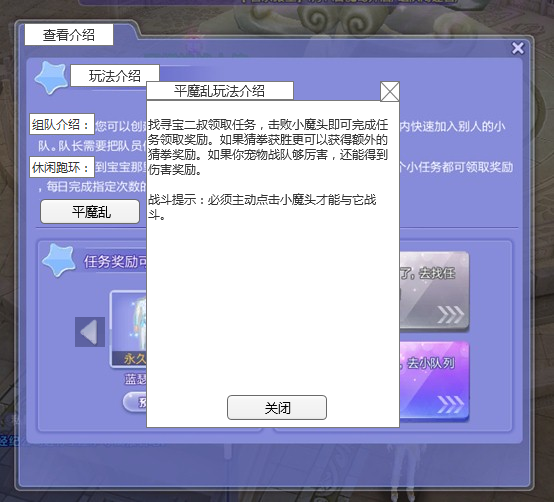 查看介绍
玩法介绍
平魔乱玩法介绍
组队介绍：您可以创
内快速加入别人的小
队。队长需要把队员
休闲跑环：到宝宝那
个小任务都可领取奖励
，每日完成指定次数的
平魔乱
找寻宝二叔领取任务，击败小魔头即可完成任
务领取奖励。如果猜拳获胜更可以获得额外的
猜拳奖励。如果你宠物战队够厉害，还能得到
伤害奖励。
战斗提示：必须主动点击小魔头才能与它战
斗。
任务奖励可
了，去找任
永久
蓝瑟
，去小队列
关闭